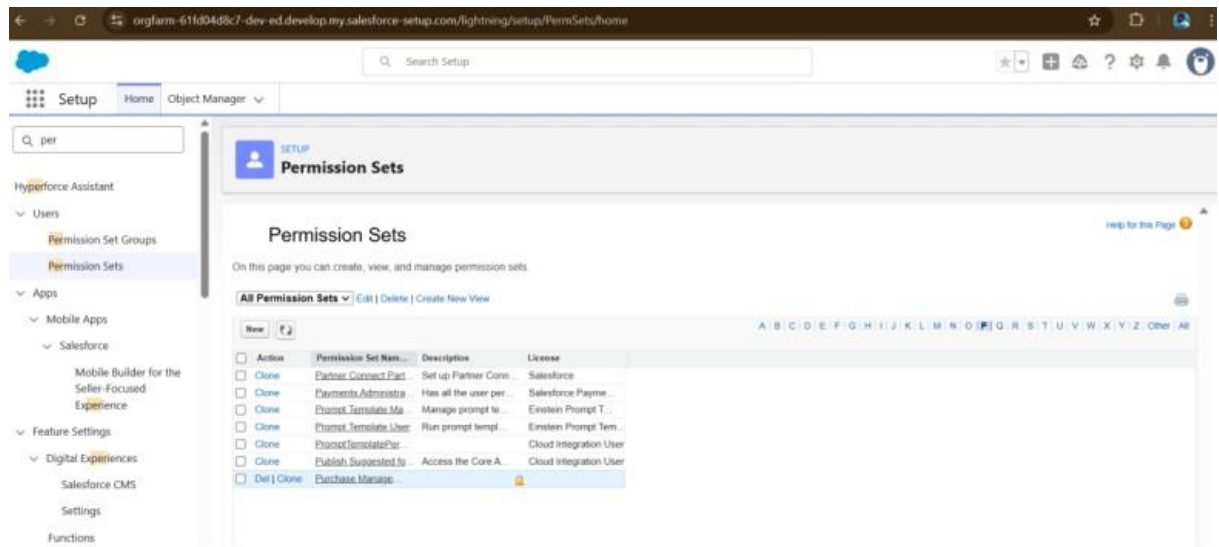 orgfarm-61fd04d8c7-dev-ed.develop.my.salesforce-setup.com/lightning/setup/PermSets/home
Search Setup
Setup Home Object Manager
per
Hyperforce Assistant
Users
Permission Set Groups
Permission Sets
Apps
Mobile Apps
Salesforce
Mobile Builder for the
Seller-Focused
Experience
Feature Settings
Digital Experiences
Salesforce CMS
Settings
Functions
SETUP
Permission Sets
Permission Sets
Help for this Page
On this page you can create, view, and manage permission sets.
All Permission Sets Edit | Delete | Create New View
New
A B C D E F G H I J K L M N O P Q R S T U V W X Y Z Other All
Action Permission Set Nam... Description License
Clone Partner Connect Part... Set up Partner Conn... Salesforce
Clone Payments Administra... Has all the user per... Salesforce Payme...
Clone Prompt Template Ma... Manage prompt te... Einstein Prompt T...
Clone Prompt Template User Run prompt templ... Einstein Prompt Tem...
Clone PromptTemplatePer... Cloud Integration User
Clone Publish Suggested fo... Access the Core A... Cloud Integration User
Del | Clone Purchase Manage...